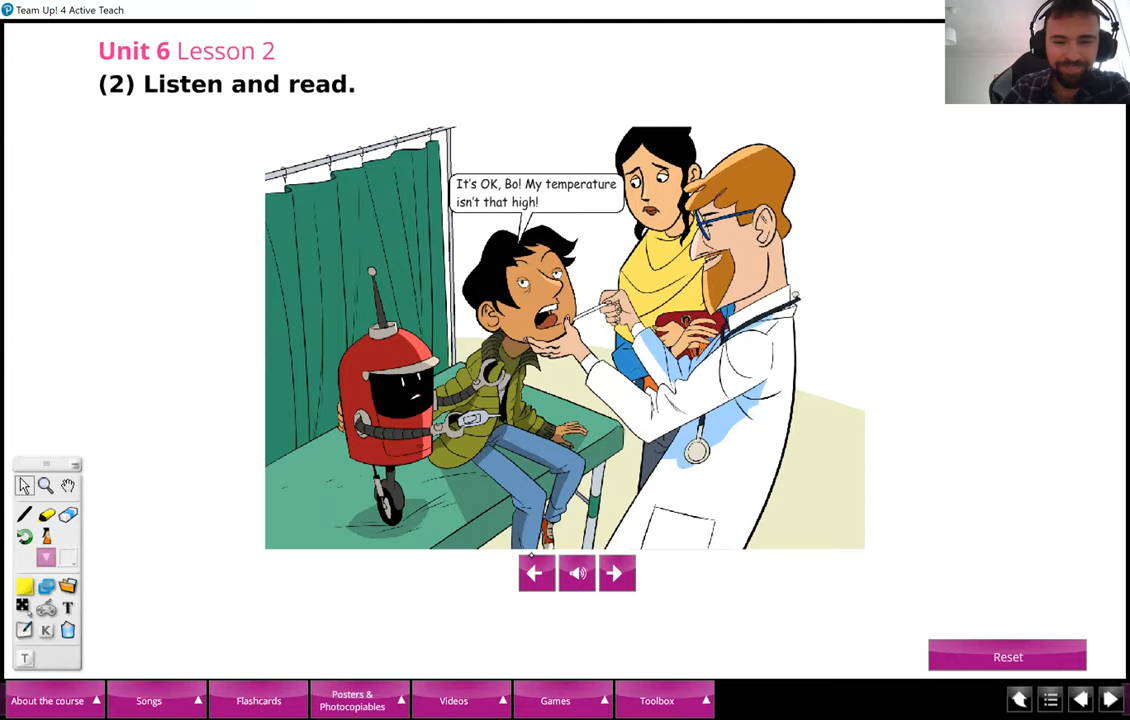 Team Up! 4 Active Teach
Unit 6 Lesson 2
(2) Listen and read.
It's OK, Bo! My temperature
isn't that high!
Reset
T
K
T
About the course
Songs
Flashcards
Posters &
Photocopiables
Videos
Games
Toolbox